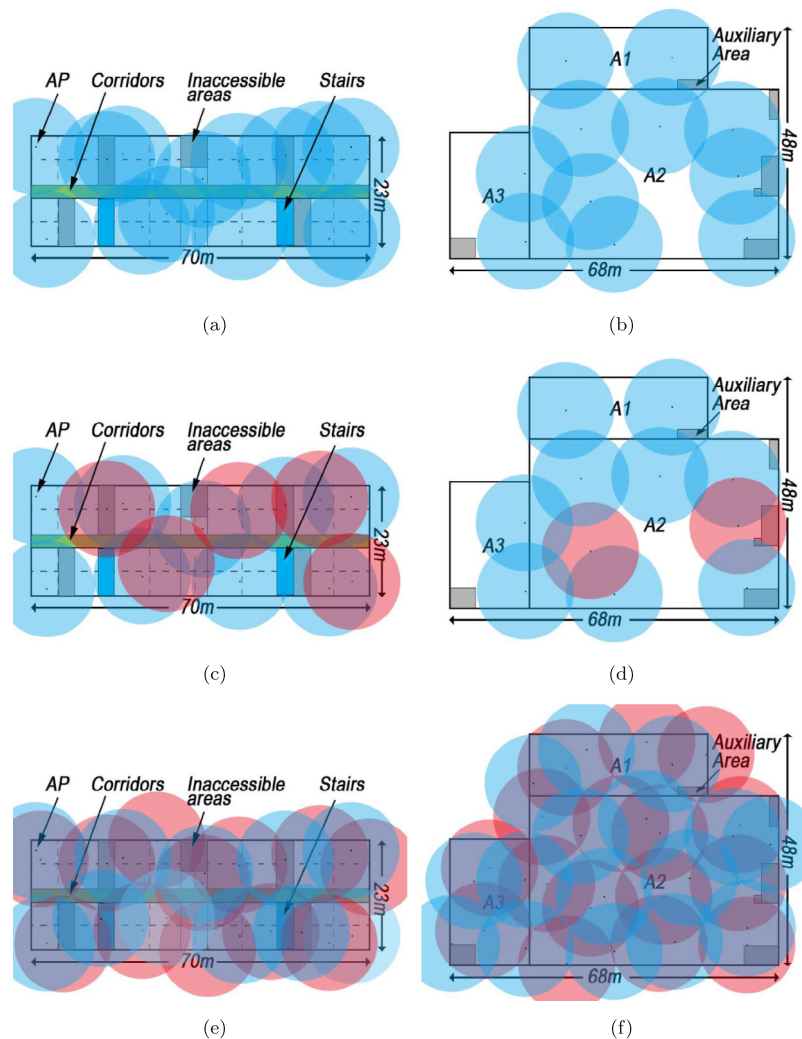 AP Corridors Inaccessible areas Stairs
23m
70m
(a)
Auxiliary Area
A1
A2
A3
48m
68m
(b)
AP Corridors Inaccessible areas Stairs
23m
70m
(c)
Auxiliary Area
A1
A2
A3
48m
68m
(d)
AP Corridors Inaccessible areas Stairs
23m
70m
(e)
Auxiliary Area
A1
A2
A3
48m
68m
(f)